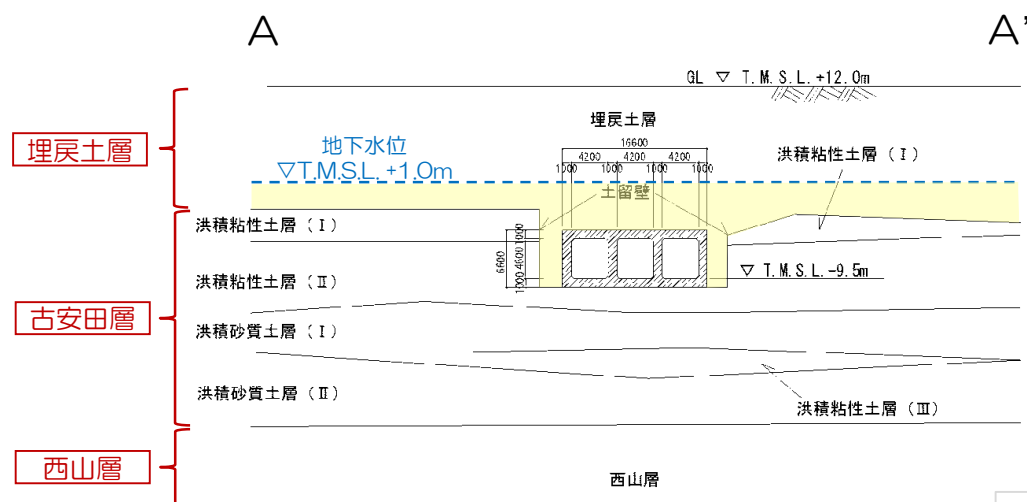 A
A'
GL ▽ T.M.S.L.+12.0m
埋戻土層
埋戻土層
16600
4200 4200 4200
1000 1000 1000 1000
地下水位
▽T.M.S.L. +1.0m
洪積粘性土層(Ⅰ)
土留壁
洪積粘性土層(Ⅰ)
6600
1000 4600 1000
▽ T.M.S.L.-9.5m
洪積粘性土層(Ⅱ)
古安田層
洪積砂質土層(Ⅰ)
洪積砂質土層(Ⅱ)
洪積粘性土層(Ⅲ)
西山層
西山層